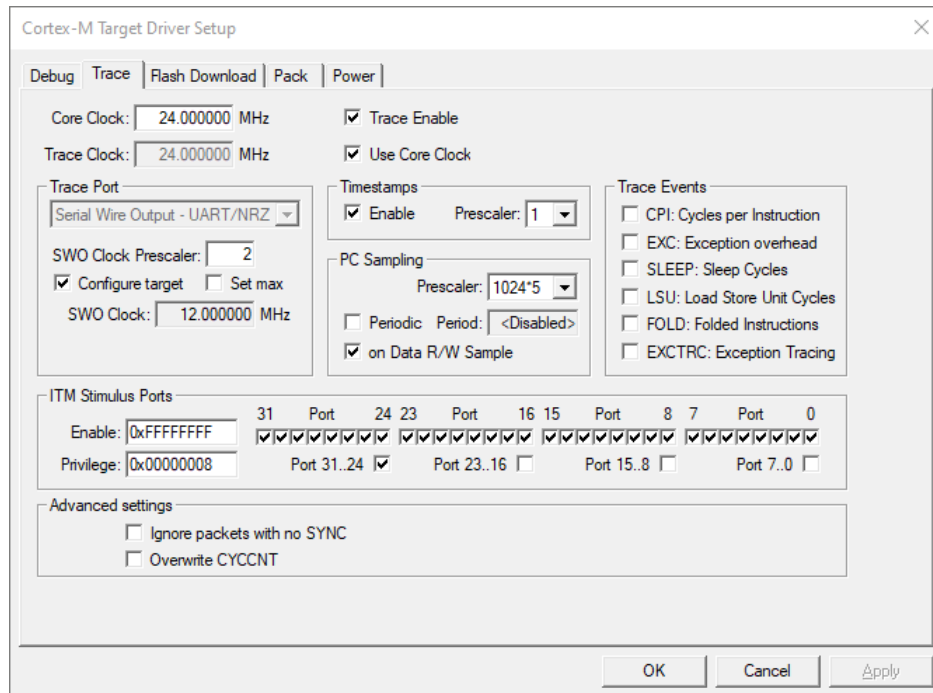 Cortex-M Target Driver Setup
Debug Trace Flash Download Pack Power
Core Clock: 24.000000 MHz Trace Enable
Trace Clock: 24.000000 MHz Use Core Clock
Trace Port
Serial Wire Output - UART/NRZ
SWO Clock Prescaler: 2
Configure target Set max
SWO Clock: 12.000000 MHz
Timestamps
Enable Prescaler: 1
PC Sampling
Prescaler: 1024*5
Periodic Period: <Disabled>
on Data R/W Sample
Trace Events
CPI: Cycles per Instruction
EXC: Exception overhead
SLEEP: Sleep Cycles
LSU: Load Store Unit Cycles
FOLD: Folded Instructions
EXCTRC: Exception Tracing
ITM Stimulus Ports
31 Port 24 23 Port 16 15 Port 8 7 Port 0
Enable: 0xFFFFFFFF
Privilege: 0x00000008 Port 31..24 Port 23..16 Port 15..8 Port 7..0
Advanced settings
Ignore packets with no SYNC
Overwrite CYCCNT
OK Cancel Apply